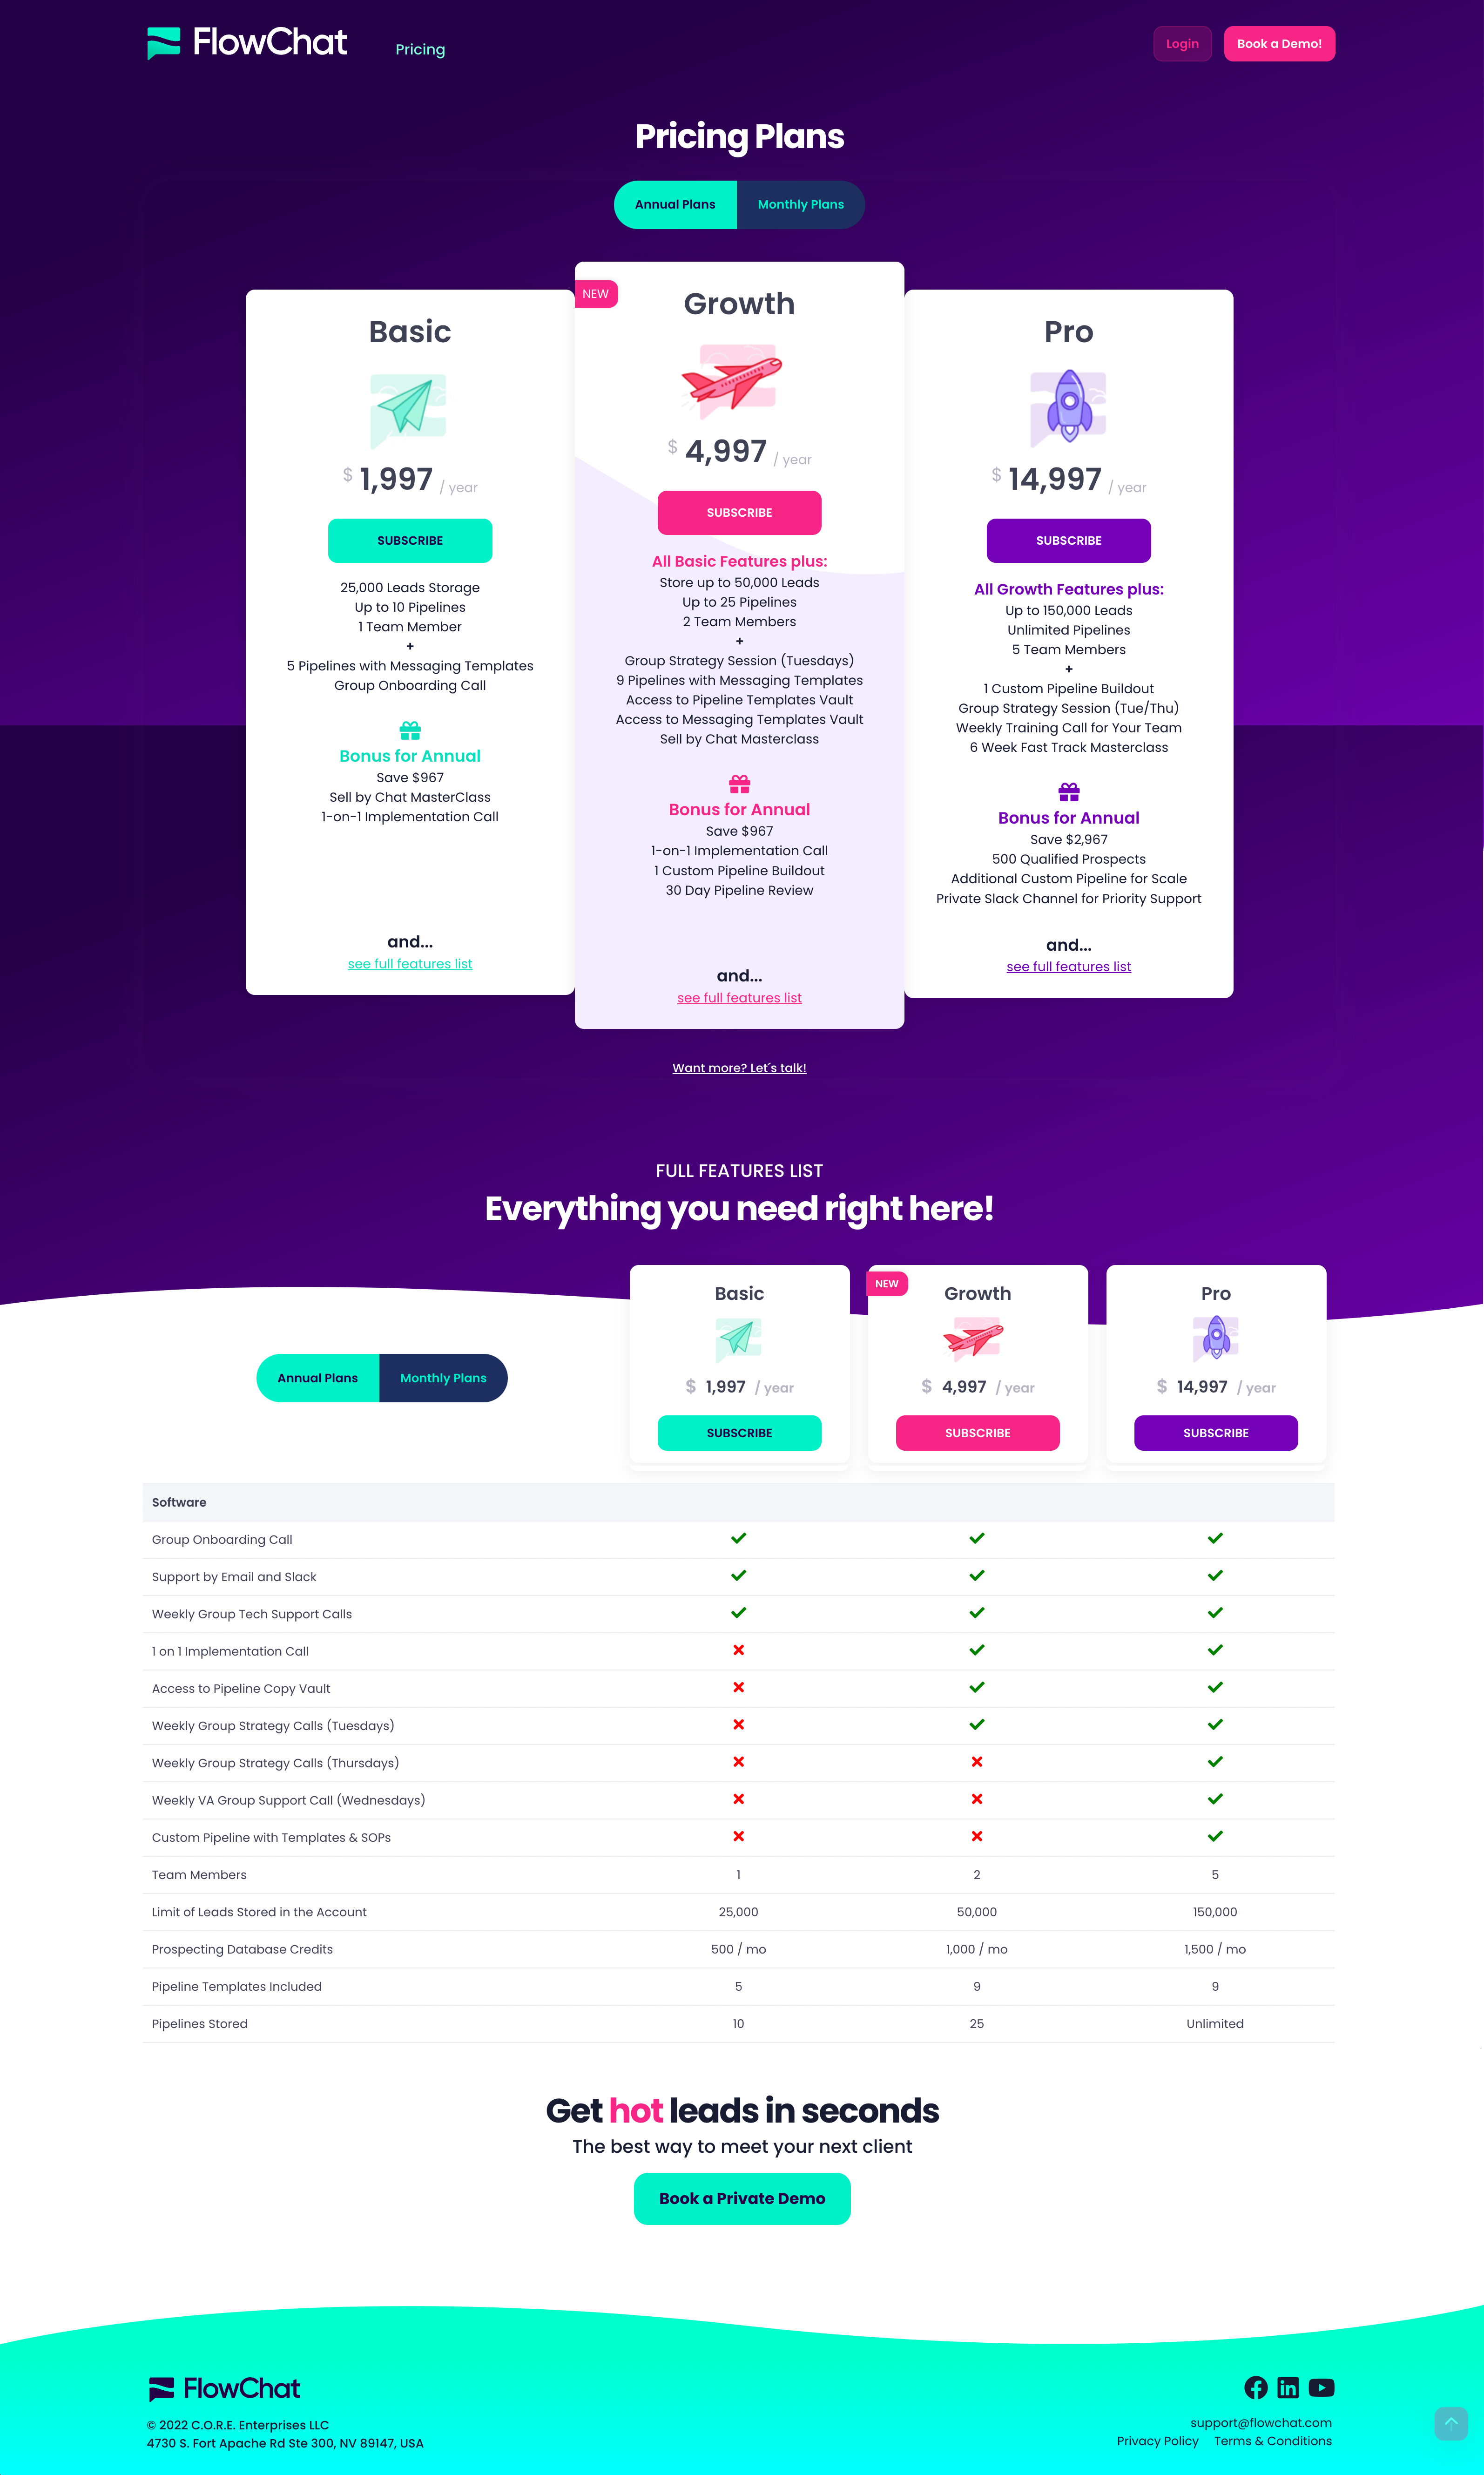 FlowChat
Pricing
Login
Book a Demo!
Pricing Plans
Annual Plans
Monthly Plans
Basic
$ 1,997 / year
SUBSCRIBE
25,000 Leads Storage
Up to 10 Pipelines
1 Team Member
+
5 Pipelines with Messaging Templates
Group Onboarding Call
Bonus for Annual
Save $967
Sell by Chat MasterClass
1-on-1 Implementation Call
and...
see full features list
NEW
Growth
$ 4,997 / year
SUBSCRIBE
All Basic Features plus:
Store up to 50,000 Leads
Up to 25 Pipelines
2 Team Members
+
Group Strategy Session (Tuesdays)
9 Pipelines with Messaging Templates
Access to Pipeline Templates Vault
Access to Messaging Templates Vault
Sell by Chat Masterclass
Bonus for Annual
Save $967
1-on-1 Implementation Call
1 Custom Pipeline Buildout
30 Day Pipeline Review
and...
see full features list
Pro
$ 14,997 / year
SUBSCRIBE
All Growth Features plus:
Up to 150,000 Leads
Unlimited Pipelines
5 Team Members
+
1 Custom Pipeline Buildout
Group Strategy Session (Tue/Thu)
Weekly Training Call for Your Team
6 Week Fast Track Masterclass
Bonus for Annual
Save $2,967
500 Qualified Prospects
Additional Custom Pipeline for Scale
Private Slack Channel for Priority Support
and...
see full features list
Want more? Let´s talk!
FULL FEATURES LIST
Everything you need right here!
Annual Plans
Monthly Plans
Basic
$ 1,997 / year
SUBSCRIBE
NEW
Growth
$ 4,997 / year
SUBSCRIBE
Pro
$ 14,997 / year
SUBSCRIBE
Software
Group Onboarding Call
Support by Email and Slack
Weekly Group Tech Support Calls
1 on 1 Implementation Call
Access to Pipeline Copy Vault
Weekly Group Strategy Calls (Tuesdays)
Weekly Group Strategy Calls (Thursdays)
Weekly VA Group Support Call (Wednesdays)
Custom Pipeline with Templates & SOPs
Team Members 1 2 5
Limit of Leads Stored in the Account 25,000 50,000 150,000
Prospecting Database Credits 500 / mo 1,000 / mo 1,500 / mo
Pipeline Templates Included 5 9 9
Pipelines Stored 10 25 Unlimited
Get hot leads in seconds
The best way to meet your next client
Book a Private Demo
FlowChat
© 2022 C.O.R.E. Enterprises LLC
4730 S. Fort Apache Rd Ste 300, NV 89147, USA
support@flowchat.com
Privacy Policy Terms & Conditions